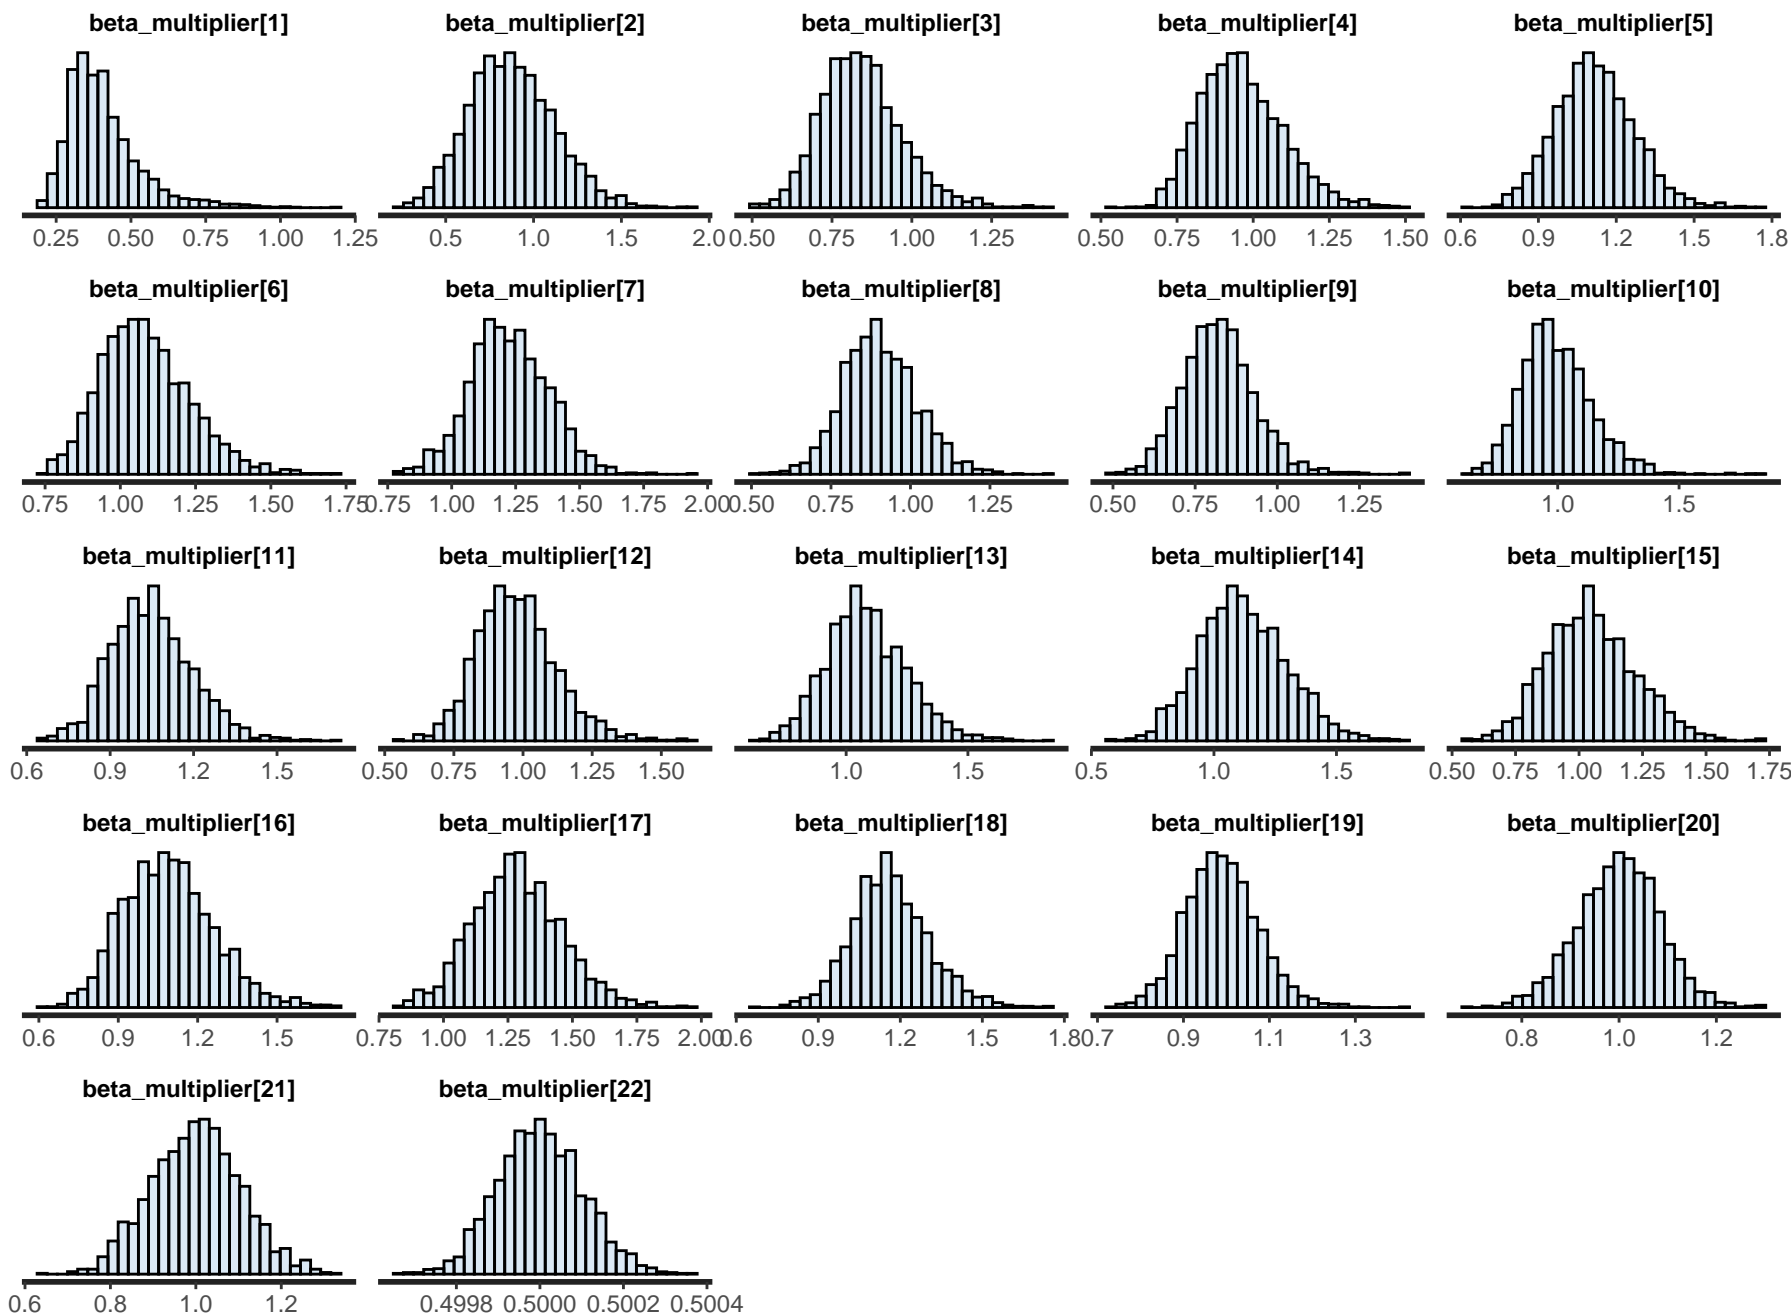 beta_multiplier[1] beta_multiplier[2] beta_multiplier[3] beta_multiplier[4] beta_multiplier[5]
0.25 0.50 0.75 1.00 1.25 0.5 1.0 1.5 2.0 0.50 0.75 1.00 1.25 0.50 0.75 1.00 1.25 1.50 0.6 0.9 1.2 1.5 1.8
beta_multiplier[6] beta_multiplier[7] beta_multiplier[8] beta_multiplier[9] beta_multiplier[10]
0.75 1.00 1.25 1.50 1.75 0.75 1.00 1.25 1.50 1.75 2.00 0.50 0.75 1.00 1.25 0.50 0.75 1.00 1.25 1.0 1.5
beta_multiplier[11] beta_multiplier[12] beta_multiplier[13] beta_multiplier[14] beta_multiplier[15]
0.6 0.9 1.2 1.5 0.50 0.75 1.00 1.25 1.50 1.0 1.5 0.5 1.0 1.5 0.50 0.75 1.00 1.25 1.50 1.75
beta_multiplier[16] beta_multiplier[17] beta_multiplier[18] beta_multiplier[19] beta_multiplier[20]
0.6 0.9 1.2 1.5 0.75 1.00 1.25 1.50 1.75 2.00 0.6 0.9 1.2 1.5 1.8 0.7 0.9 1.1 1.3 0.8 1.0 1.2
beta_multiplier[21] beta_multiplier[22]
0.6 0.8 1.0 1.2 0.4998 0.5000 0.5002 0.5004